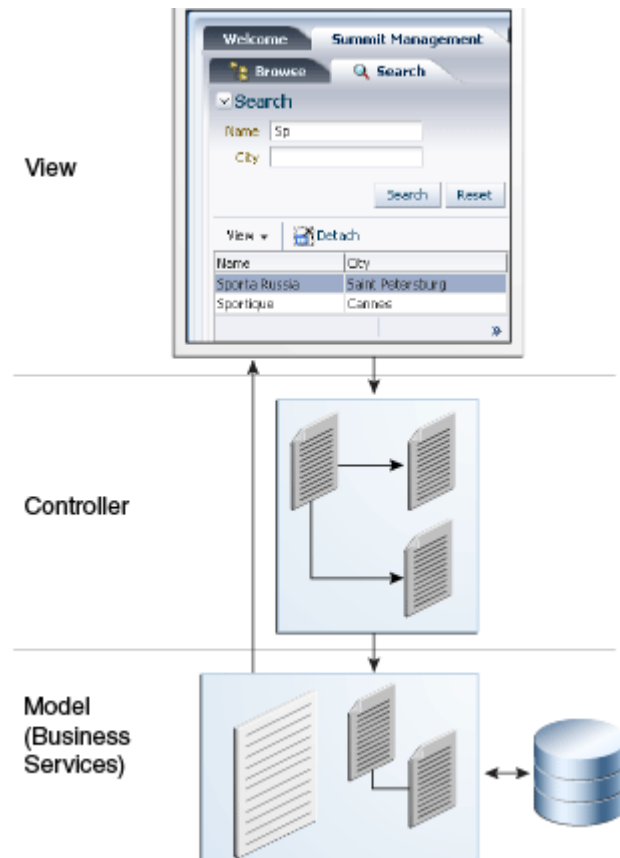 Welcome Summit Management
Browse Search
Search
Name Sp
City
Search Reset
View Detach
Name City
Sporta Russia Saint Petersburg
Sportique Cannes
View
Controller
Model
(Business
Services)